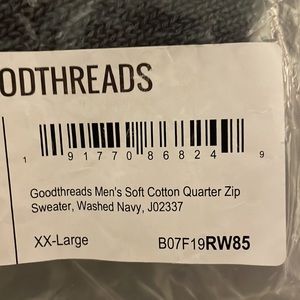 ODTHREADS
1 91770 86824 9
Goodthreads Men's Soft Cotton Quarter Zip
Sweater, Washed Navy, J02337
XX-Large B07F19RW85